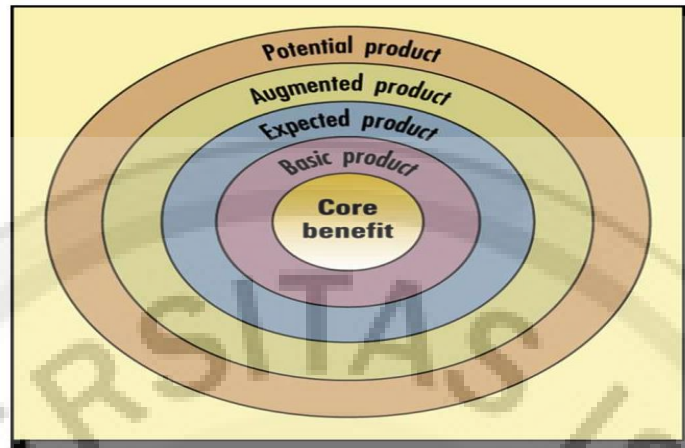 Potential product
Augmented product
Expected product
Basic product
Core
benefit
RSITAS